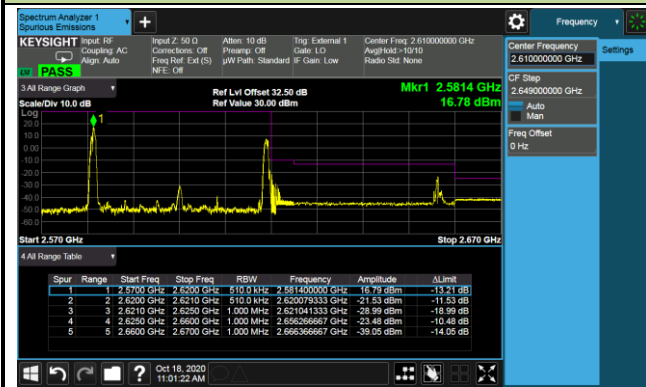 Spectrum Analyzer 1
Spurious Emissions
+
Frequency
Settings
KEYSIGHT
Input: RF
Coupling: AC
Align: Auto
Input Z: 50 Ω
Corrections: Off
Freq Ref: Ext (S)
NFE: Off
Atten: 10 dB
Preamp: Off
µW Path: Standard
Trig: External 1
Gate: LO
IF Gain: Low
Center Freq: 2.610000000 GHz
Avg|Hold:>10/10
Radio Std: None
LW PASS
3 All Range Graph
Scale/Div 10.0 dB
Ref Lvl Offset 32.50 dB
Ref Value 30.00 dBm
Mkr1 2.5814 GHz
16.78 dBm
Log
20.0
10.0
0.00
-10.0
-20.0
-30.0
-40.0
-50.0
-60.0
1
Start 2.570 GHz
Stop 2.670 GHz
4 All Range Table
Spur Range Start Freq Stop Freq RBW Frequency Amplitude ΔLimit
1 1 2.5700 GHz 2.6200 GHz 510.0 kHz 2.581400000 GHz 16.79 dBm -13.21 dB
2 2 2.6200 GHz 2.6210 GHz 510.0 kHz 2.620079333 GHz -21.53 dBm -11.53 dB
3 3 2.6210 GHz 2.6250 GHz 1.000 MHz 2.621041333 GHz -28.99 dBm -18.99 dB
4 4 2.6250 GHz 2.6600 GHz 1.000 MHz 2.656266667 GHz -23.48 dBm -10.48 dB
5 5 2.6600 GHz 2.6700 GHz 1.000 MHz 2.666366667 GHz -39.05 dBm -14.05 dB
Center Frequency
2.610000000 GHz
CF Step
2.649000000 GHz
Auto
Man
Freq Offset
0 Hz
?
Oct 18, 2020
11:01:22 AM